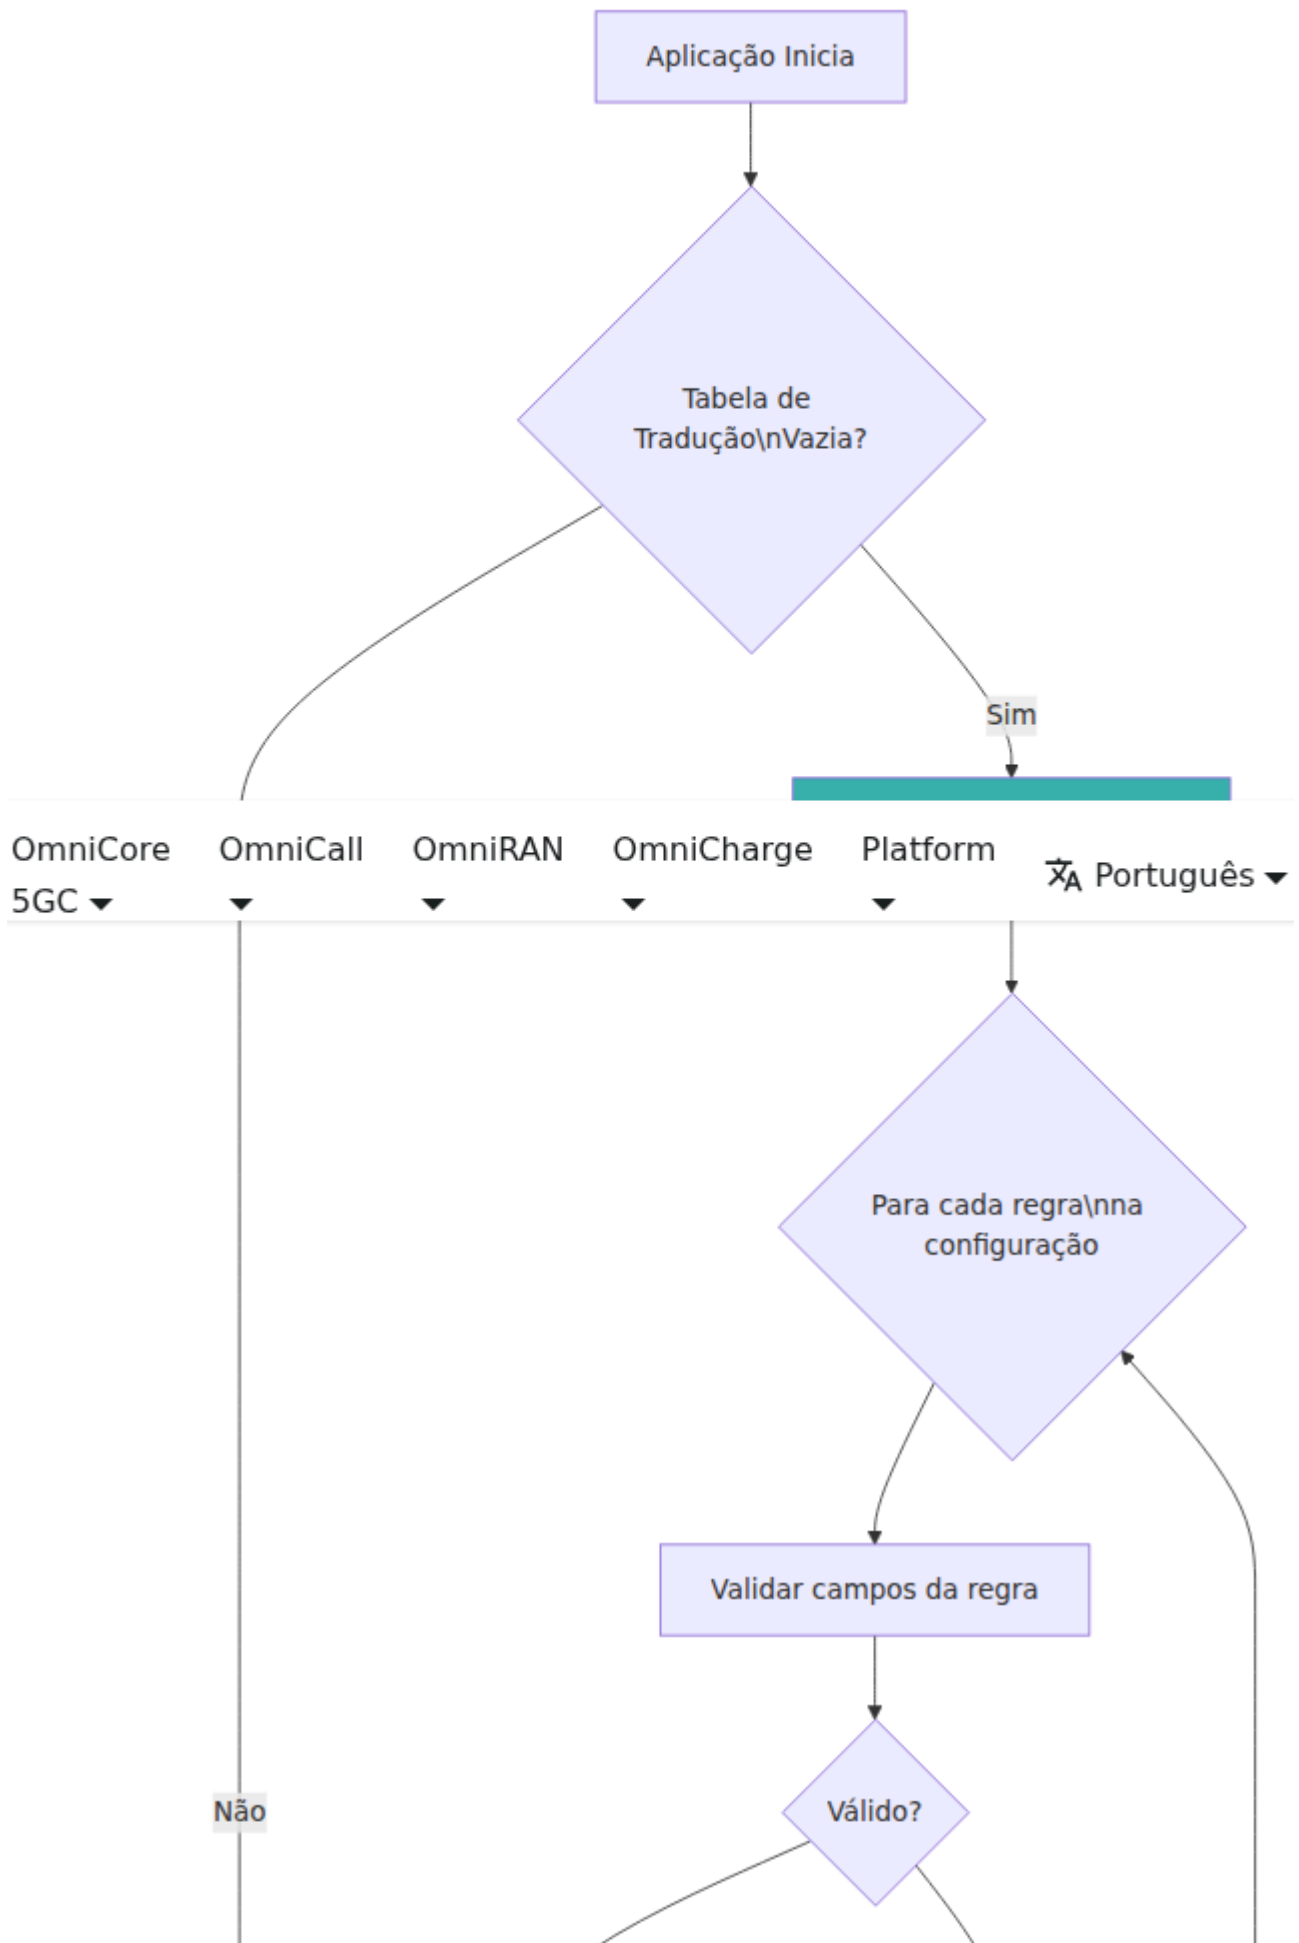 Aplicação Inicia
Tabela de
Tradução\nVazia?
Sim
OmniCore
5GC
OmniCall
OmniRAN
OmniCharge
Platform
Português
Para cada regra\nna
configuração
Validar campos da regra
Válido?
Não